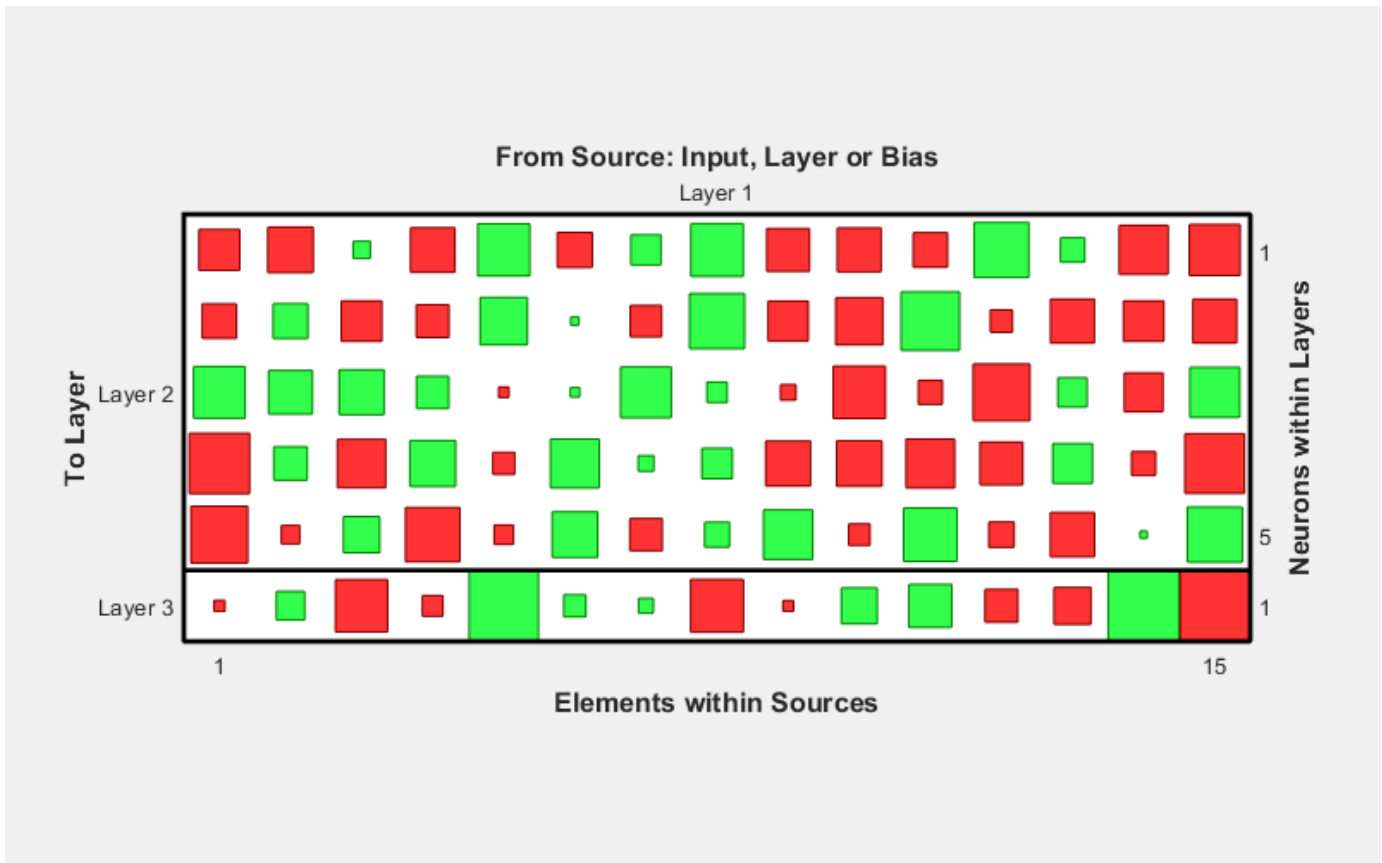 From Source: Input, Layer or Bias
Layer 1
1
To Layer
Layer 2
Neurons within Layers
5
Layer 3
1
1
15
Elements within Sources